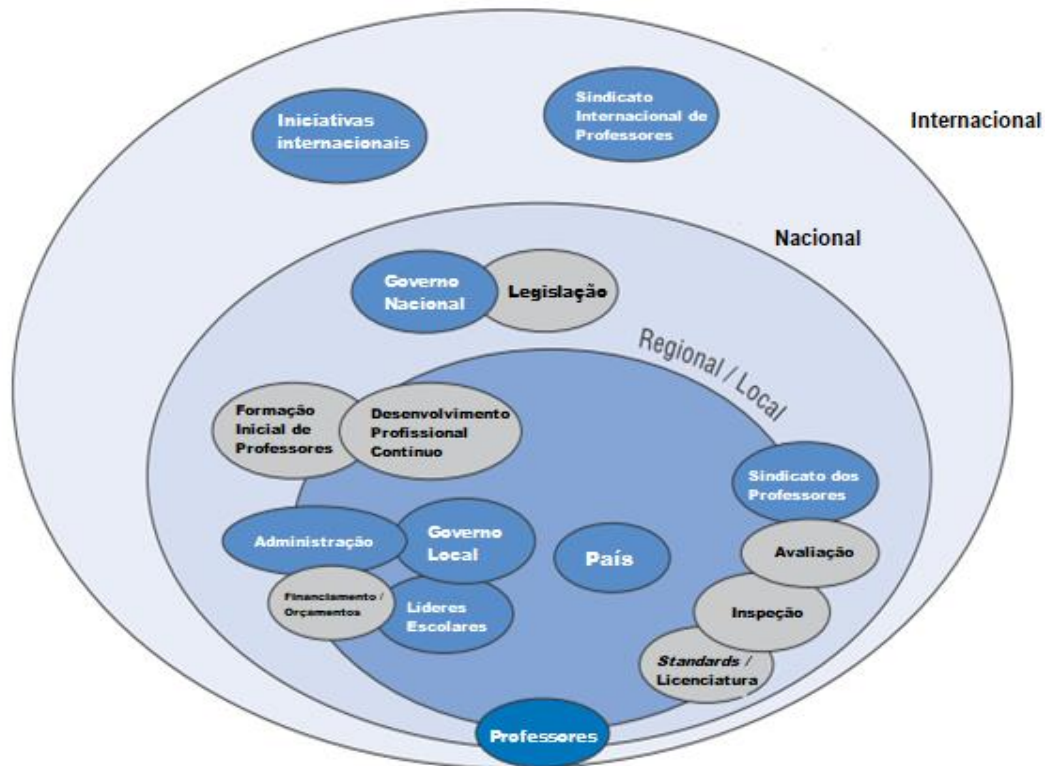 Iniciativas
internacionais
Sindicato
Internacional de
Professores
Internacional
Nacional
Governo
Nacional
Legislação
Regional / Local
Formação
Inicial de
Professores
Desenvolvimento
Profissional
Contínuo
Sindicato dos
Professores
Administração
Governo
Local
País
Avaliação
Financiamento /
Orçamentos
Líderes
Escolares
Inspeção
Standards /
Licenciatura
Professores